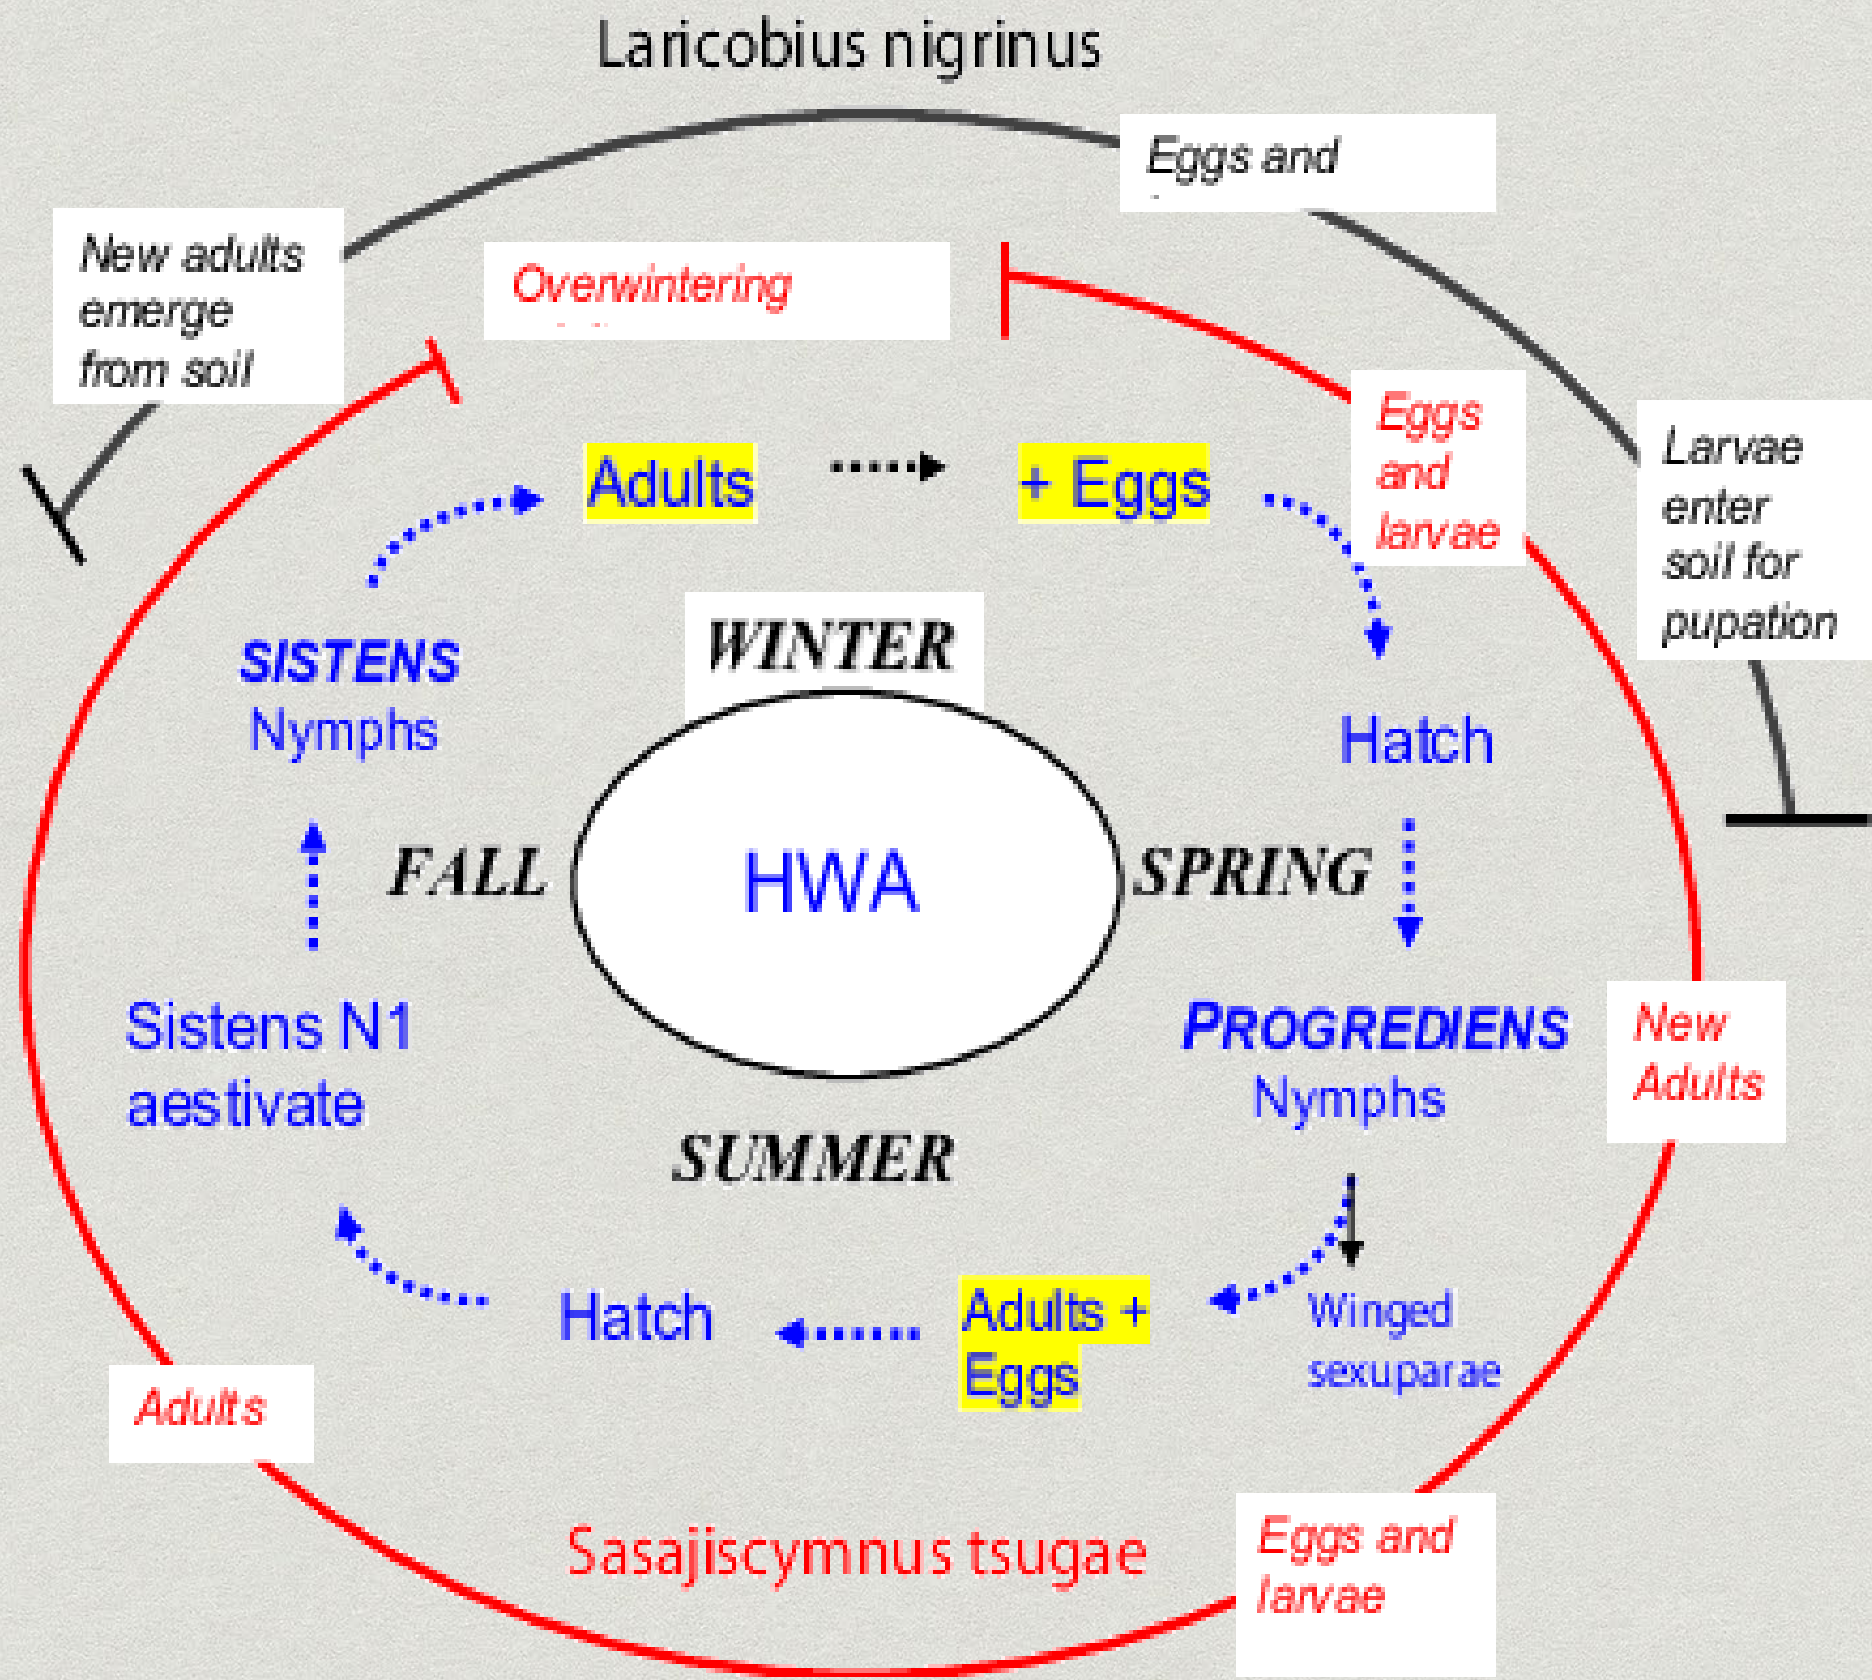 Laricobius nigrinus
Eggs and
New adults
emerge
from soil
Overwintering
Eggs
and
larvae
Larvae
enter
soil for
pupation
Adults
+ Eggs
SISTENS
Nymphs
WINTER
Hatch
FALL
HWA
SPRING
Sistens N1
aestivate
PROGREDIENS
Nymphs
New
Adults
SUMMER
Hatch
Adults +
Eggs
Winged
sexuparae
Adults
Sasajiscymnus tsugae
Eggs and
larvae